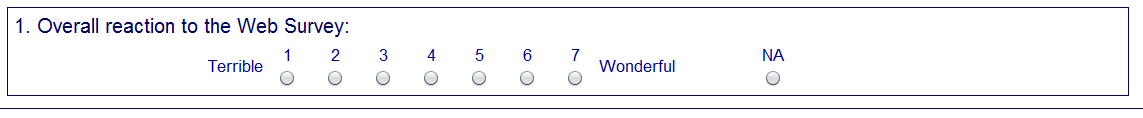 1. Overall reaction to the Web Survey:
1 2 3 4 5 6 7 NA
Terrible Wonderful